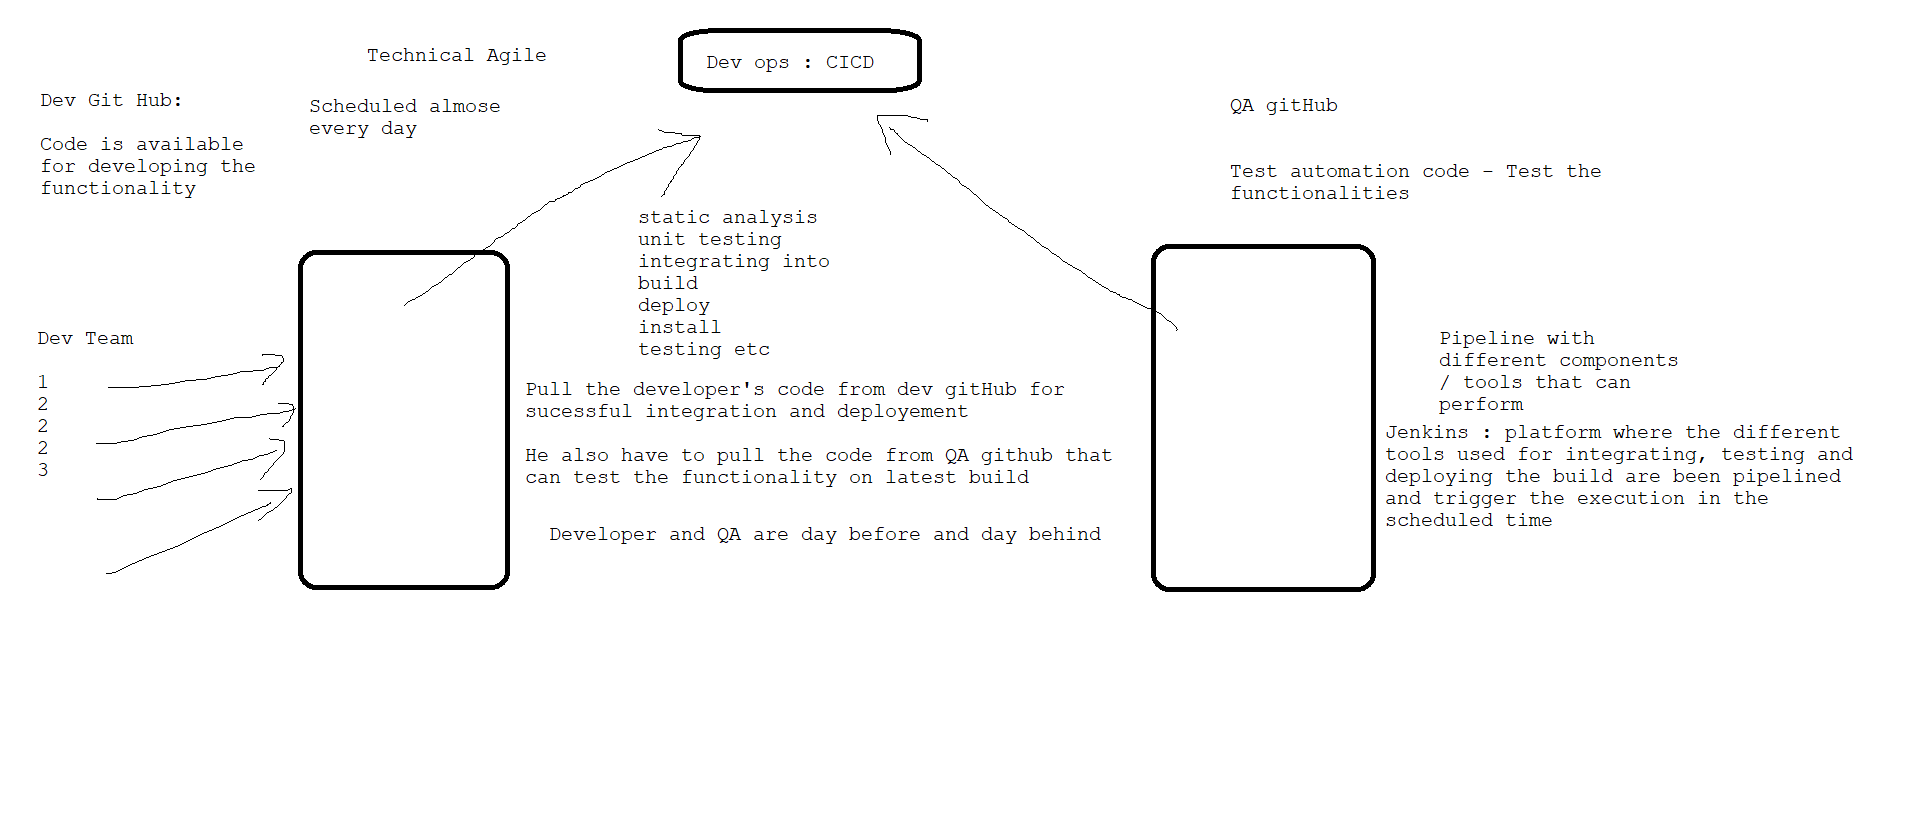 Technical Agile
Dev ops : CICD
Dev Git Hub:
Code is available
for developing the
functionality
Scheduled almose
every day
QA gitHub
Test automation code - Test the
functionalities
static analysis
unit testing
integrating into
build
deploy
install
testing etc
Dev Team
1
2
2
2
3
Pull the developer's code from dev gitHub for
sucessful integration and deployement
He also have to pull the code from QA github that
can test the functionality on latest build
Developer and QA are day before and day behind
Pipeline with
different components
/ tools that can
perform
Jenkins : platform where the different
tools used for integrating, testing and
deploying the build are been pipelined
and trigger the execution in the
scheduled time